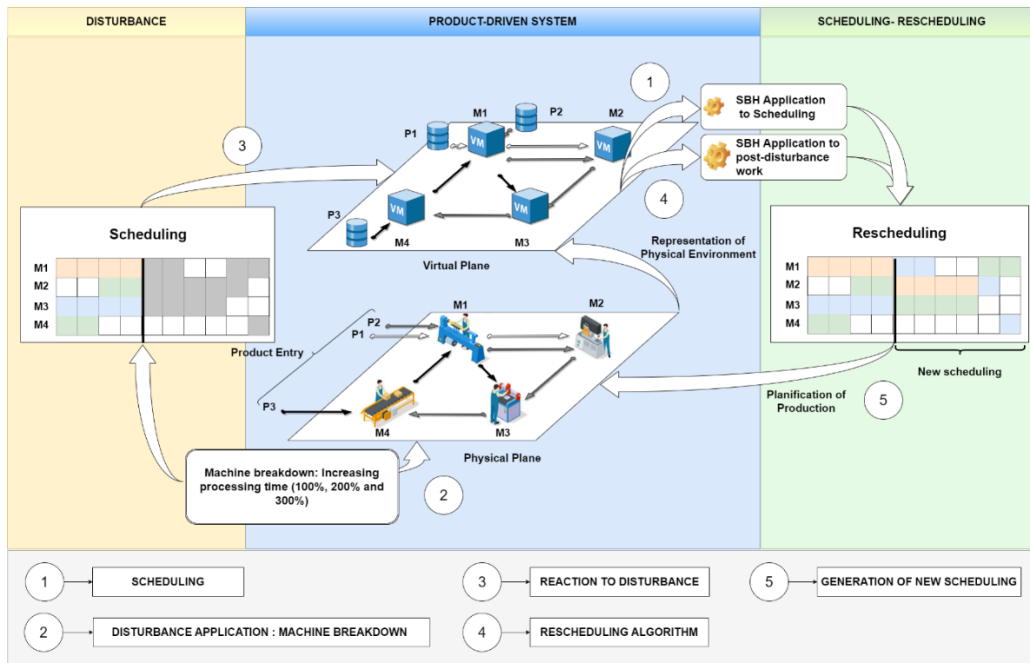 DISTURBANCE
PRODUCT-DRIVEN SYSTEM
SCHEDULING- RESCHEDULING
1
M1
P2
M2
P1
VM
VM
SBH Application
to Scheduling
SBH Application to
post-disturbance
work
3
4
P3
VM
VM
M4
M3
Virtual Plane
Representation of
Physical Environment
Scheduling
M1
M2
M3
M4
Rescheduling
M1
M2
M3
M4
New scheduling
M1
M2
P2
P1
Product Entry
P3
M4
M3
Physical Plane
Planification of
Production
5
Machine breakdown: Increasing
processing time (100%, 200% and
300%)
2
1
SCHEDULING
3
REACTION TO DISTURBANCE
5
GENERATION OF NEW SCHEDULING
2
DISTURBANCE APPLICATION : MACHINE BREAKDOWN
4
RESCHEDULING ALGORITHM